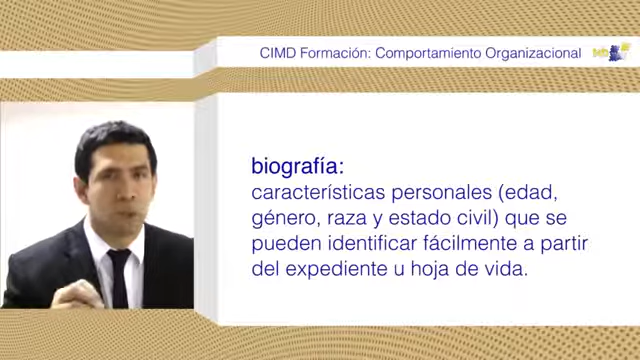 CIMD Formación: Comportamiento Organizacional
biografía:
características personales (edad,
género, raza y estado civil) que se
pueden identificar fácilmente a partir
del expediente u hoja de vida.